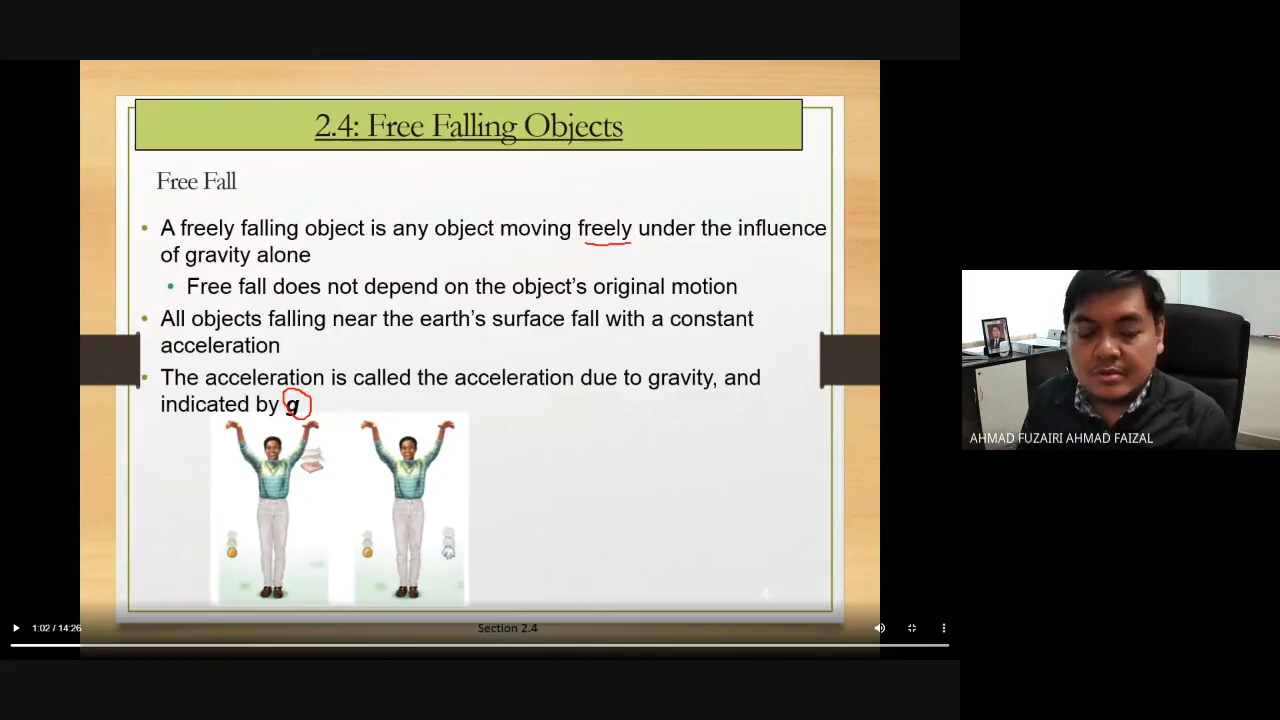 2.4: Free Falling Objects
Free Fall
• A freely falling object is any object moving freely under the influence
of gravity alone
• Free fall does not depend on the object's original motion
• All objects falling near the earth's surface fall with a constant
acceleration
• The acceleration is called the acceleration due to gravity, and
indicated by g
4
Section 2.4
1:02 / 14:26
AHMAD FUZAIRI AHMAD FAIZAL